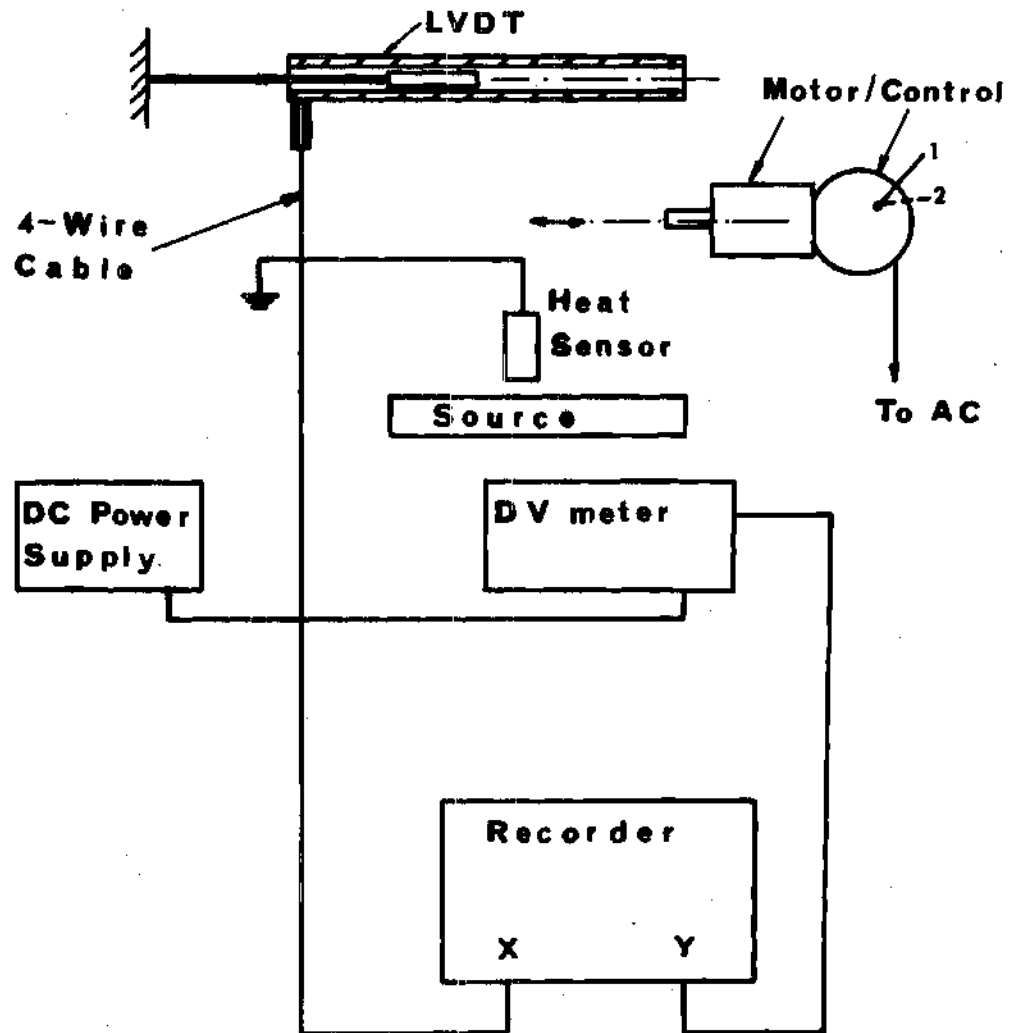 LVDT
Motor/Control
1
2
4-Wire
Cable
Heat
Sensor
To AC
Source
DC Power
Supply.
DV meter
Recorder
X
Y